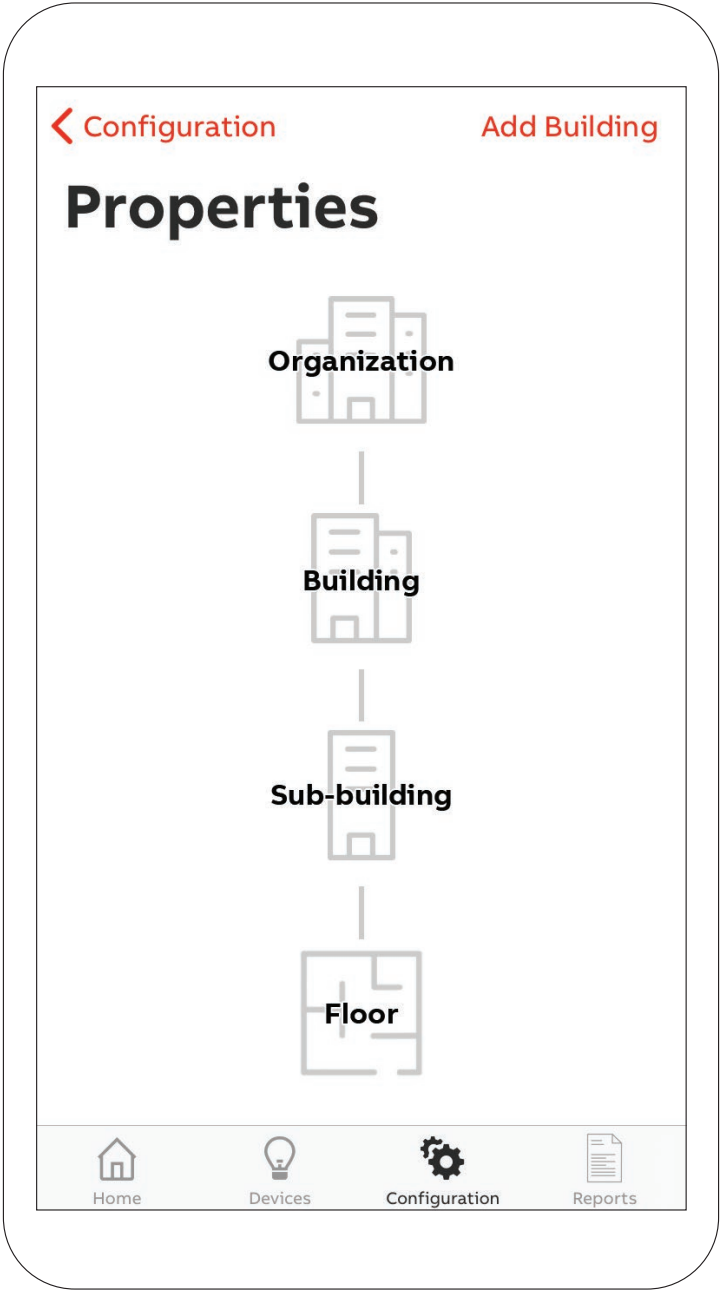 Configuration
Add Building
Properties
Organization
Building
Sub-building
Floor
Home
Devices
Configuration
Reports